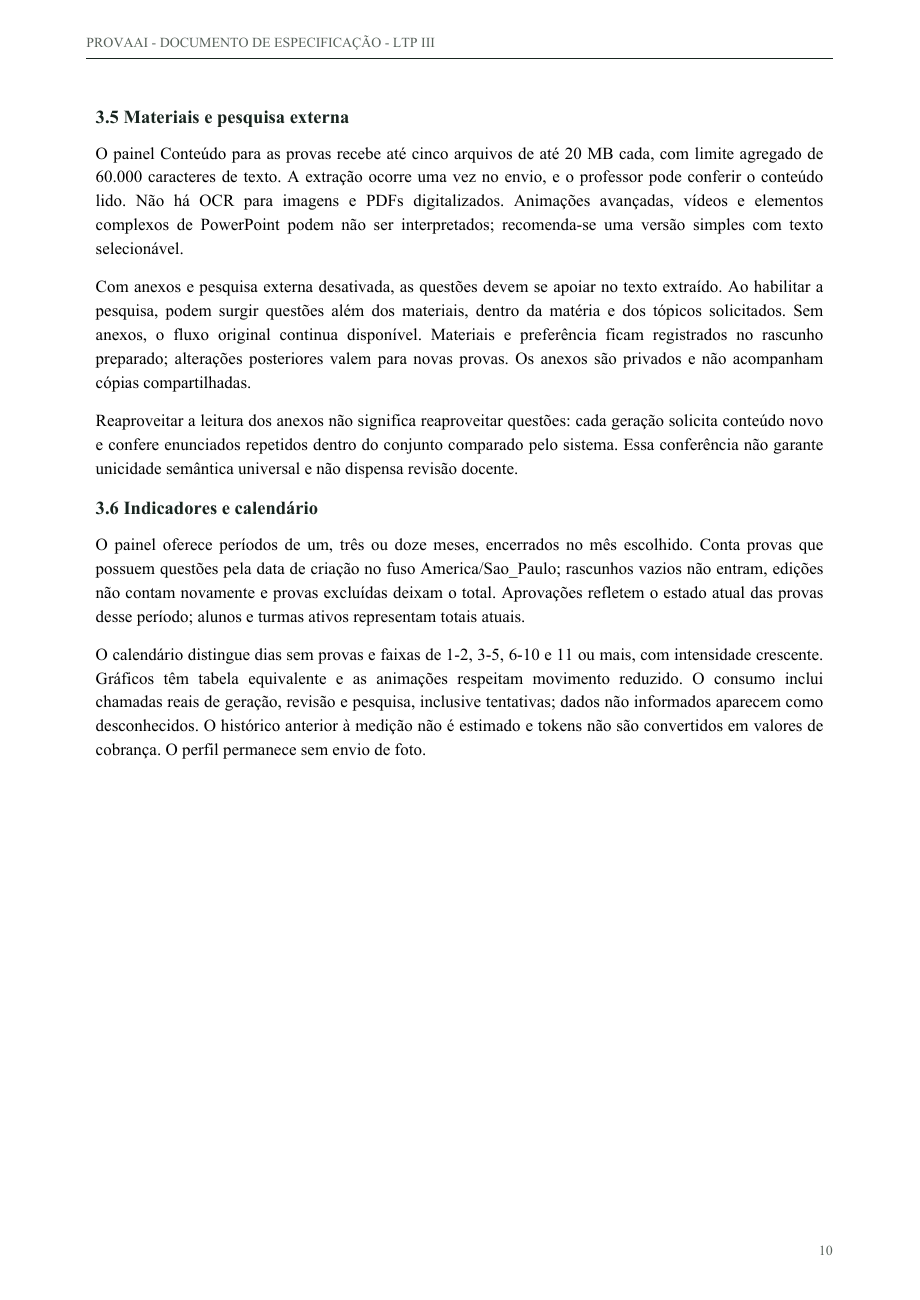 PROVAAI - DOCUMENTO DE ESPECIFICAÇÃO - LTP III
3.5 Materiais e pesquisa externa
O painel Conteúdo para as provas recebe até cinco arquivos de até 20 MB cada, com limite agregado de
60.000 caracteres de texto. A extração ocorre uma vez no envio, e o professor pode conferir o conteúdo
lido. Não há OCR para imagens e PDFs digitalizados. Animações avançadas, vídeos e elementos
complexos de PowerPoint podem não ser interpretados; recomenda-se uma versão simples com texto
selecionável.
Com anexos e pesquisa externa desativada, as questões devem se apoiar no texto extraído. Ao habilitar a
pesquisa, podem surgir questões além dos materiais, dentro da matéria e dos tópicos solicitados. Sem
anexos, o fluxo original continua disponível. Materiais e preferência ficam registrados no rascunho
preparado; alterações posteriores valem para novas provas. Os anexos são privados e não acompanham
cópias compartilhadas.
Reaproveitar a leitura dos anexos não significa reaproveitar questões: cada geração solicita conteúdo novo
e confere enunciados repetidos dentro do conjunto comparado pelo sistema. Essa conferência não garante
unicidade semântica universal e não dispensa revisão docente.
3.6 Indicadores e calendário
O painel oferece períodos de um, três ou doze meses, encerrados no mês escolhido. Conta provas que
possuem questões pela data de criação no fuso America/Sao_Paulo; rascunhos vazios não entram, edições
não contam novamente e provas excluídas deixam o total. Aprovações refletem o estado atual das provas
desse período; alunos e turmas ativos representam totais atuais.
O calendário distingue dias sem provas e faixas de 1-2, 3-5, 6-10 e 11 ou mais, com intensidade crescente.
Gráficos têm tabela equivalente e as animações respeitam movimento reduzido. O consumo inclui
chamadas reais de geração, revisão e pesquisa, inclusive tentativas; dados não informados aparecem como
desconhecidos. O histórico anterior à medição não é estimado e tokens não são convertidos em valores de
cobrança. O perfil permanece sem envio de foto.
10